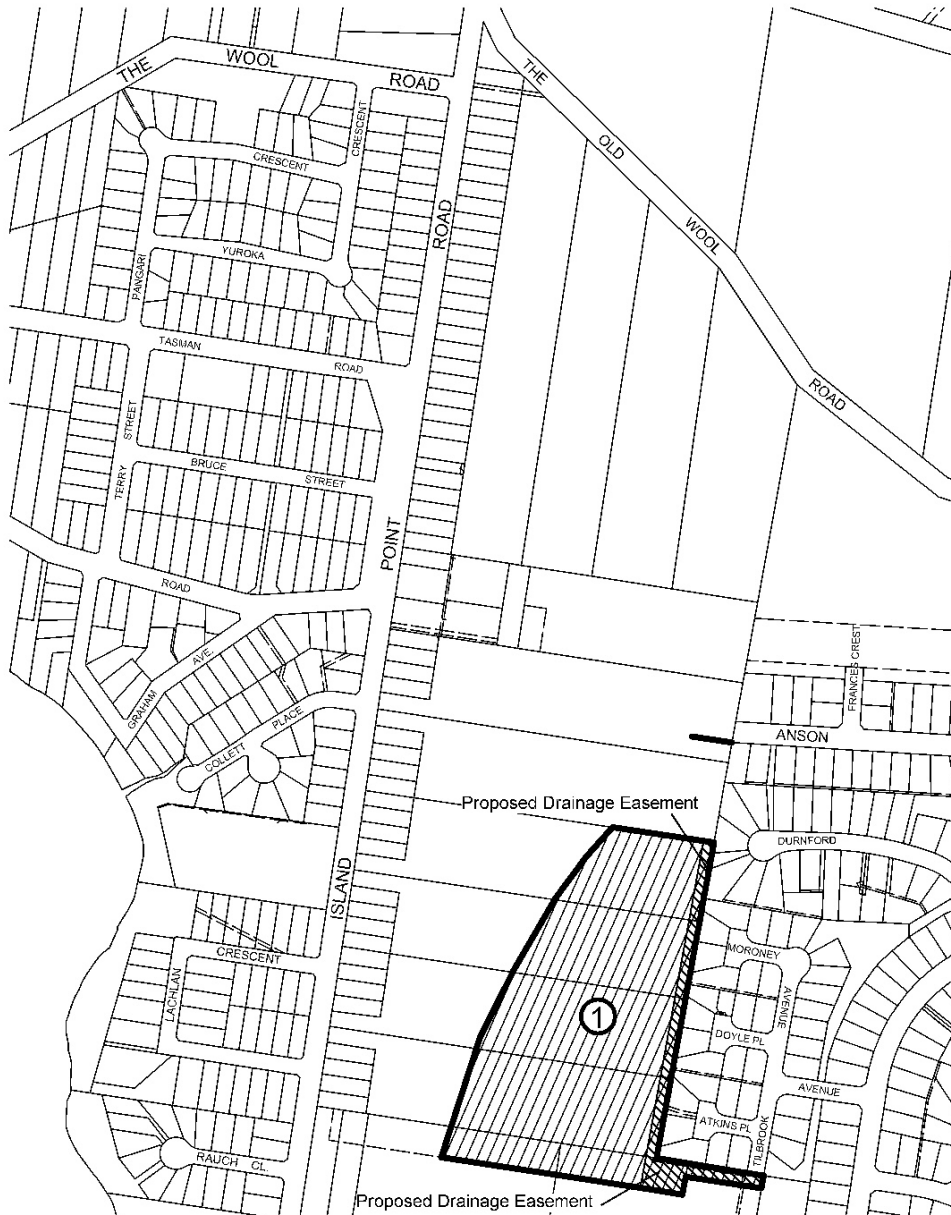 THE WOOL ROAD
THE OLD WOOL ROAD
CRESCENT
CRESCENT
ROAD
YUROKA
PANGARI
TASMAN ROAD
STREET
BRUCE STREET
TERRY
POINT
ROAD
FRANCES CREST
GRAHAM AVE.
COLLETT PLACE
ANSON
Proposed Drainage Easement
DURNFORD
ISLAND
MORONEY
CRESCENT
LACHLAN
AVENUE
1
DOYLE PL
AVENUE
ATKINS PL
TILBROOK
RAUCH CL.
Proposed Drainage Easement